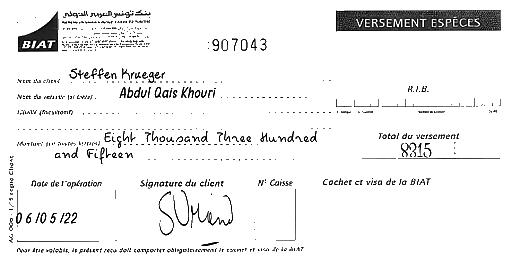 بنك تونس العربي الدولي
BIAT
VERSEMENT ESPÈCES
907043
Nom du client Steffen Krueger
Nom du remettant (si tiers) Abdul Qais Khouri
R.I.B.
Libellé (facultatif)
Montant (en toutes lettres) Eight Thousand Three Hundred
and Fifteen
Total du versement
8315
Date de l'opération
Signature du client
N° Caisse
Cachet et visa de la BIAT
06/05/22
Pour être valable, le présent reçu doit comporter obligatoirement le cachet et visa de la BIAT